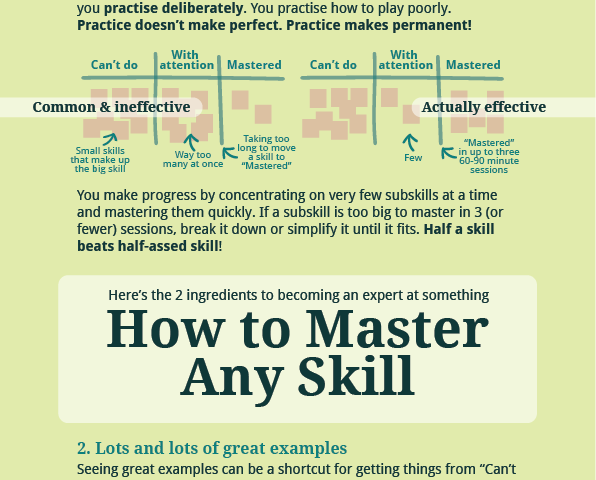 you practise deliberately. You practise how to play poorly.
Practice doesn’t make perfect. Practice makes permanent!
Can’t do
With attention
Mastered
Can’t do
With attention
Mastered
Common & ineffective
Actually effective
Small skills
that make up
the big skill
Way too
many at once
Taking too
long to move
a skill to
“Mastered”
Few
“Mastered”
in up to three
60-90 minute
sessions
You make progress by concentrating on very few subskills at a time
and mastering them quickly. If a subskill is too big to master in 3 (or
fewer) sessions, break it down or simplify it until it fits. Half a skill
beats half-assed skill!
Here’s the 2 ingredients to becoming an expert at something
How to Master
Any Skill
2. Lots and lots of great examples
Seeing great examples can be a shortcut for getting things from “Can’t